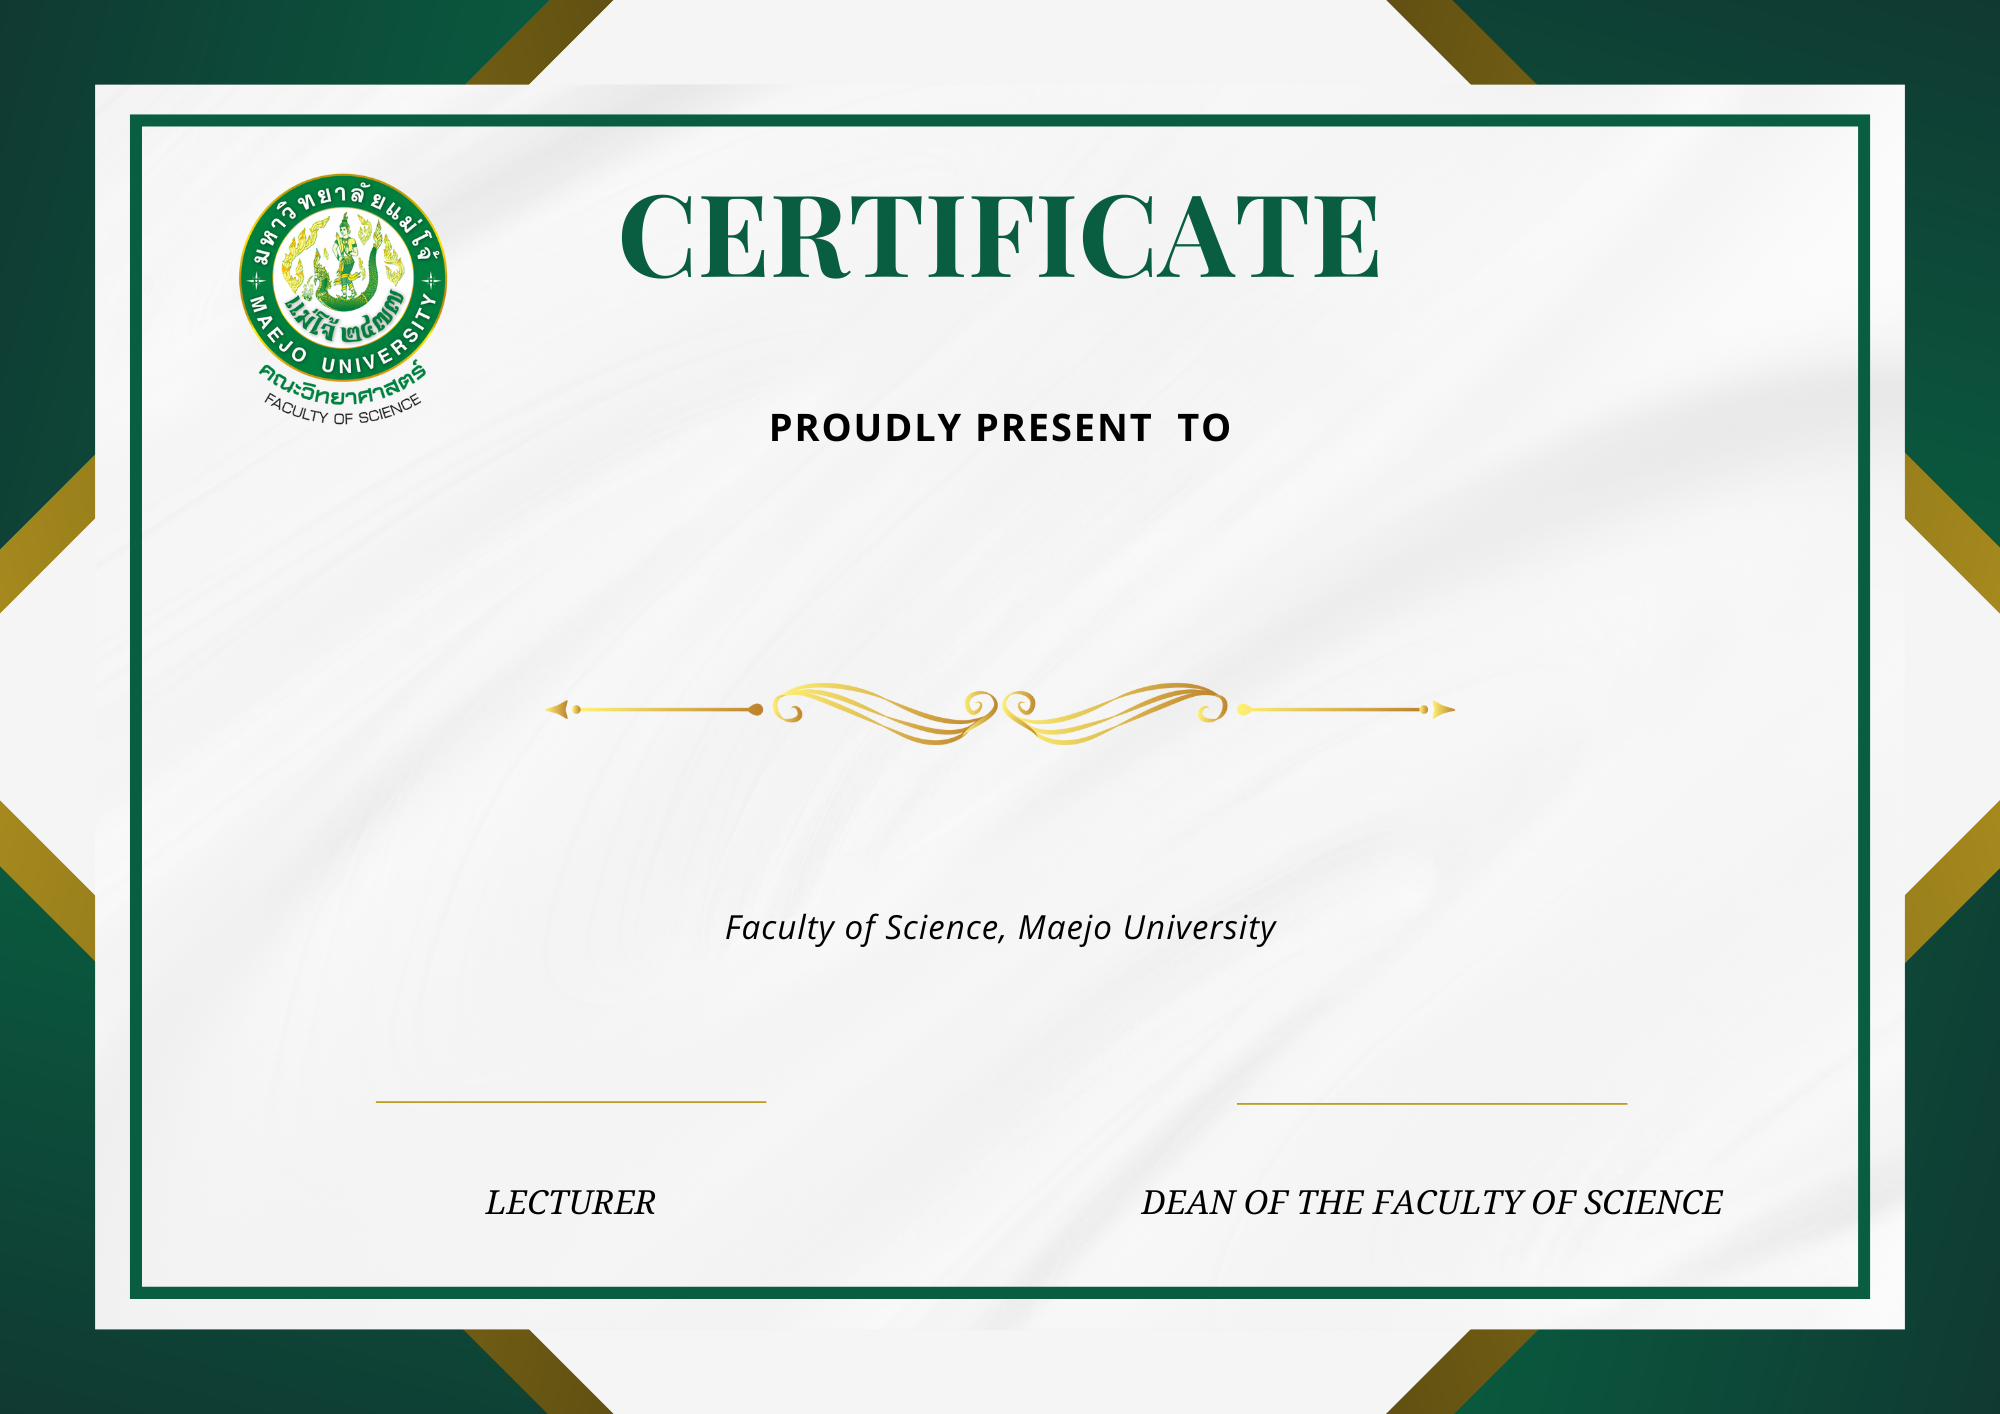 มหาวิทยาลัยแม่โจ้
แม่โจ้ ๒๔๗๗
MAEJO UNIVERSITY
คณะวิทยาศาสตร์
FACULTY OF SCIENCE
CERTIFICATE
PROUDLY PRESENT TO
Faculty of Science, Maejo University
LECTURER
DEAN OF THE FACULTY OF SCIENCE